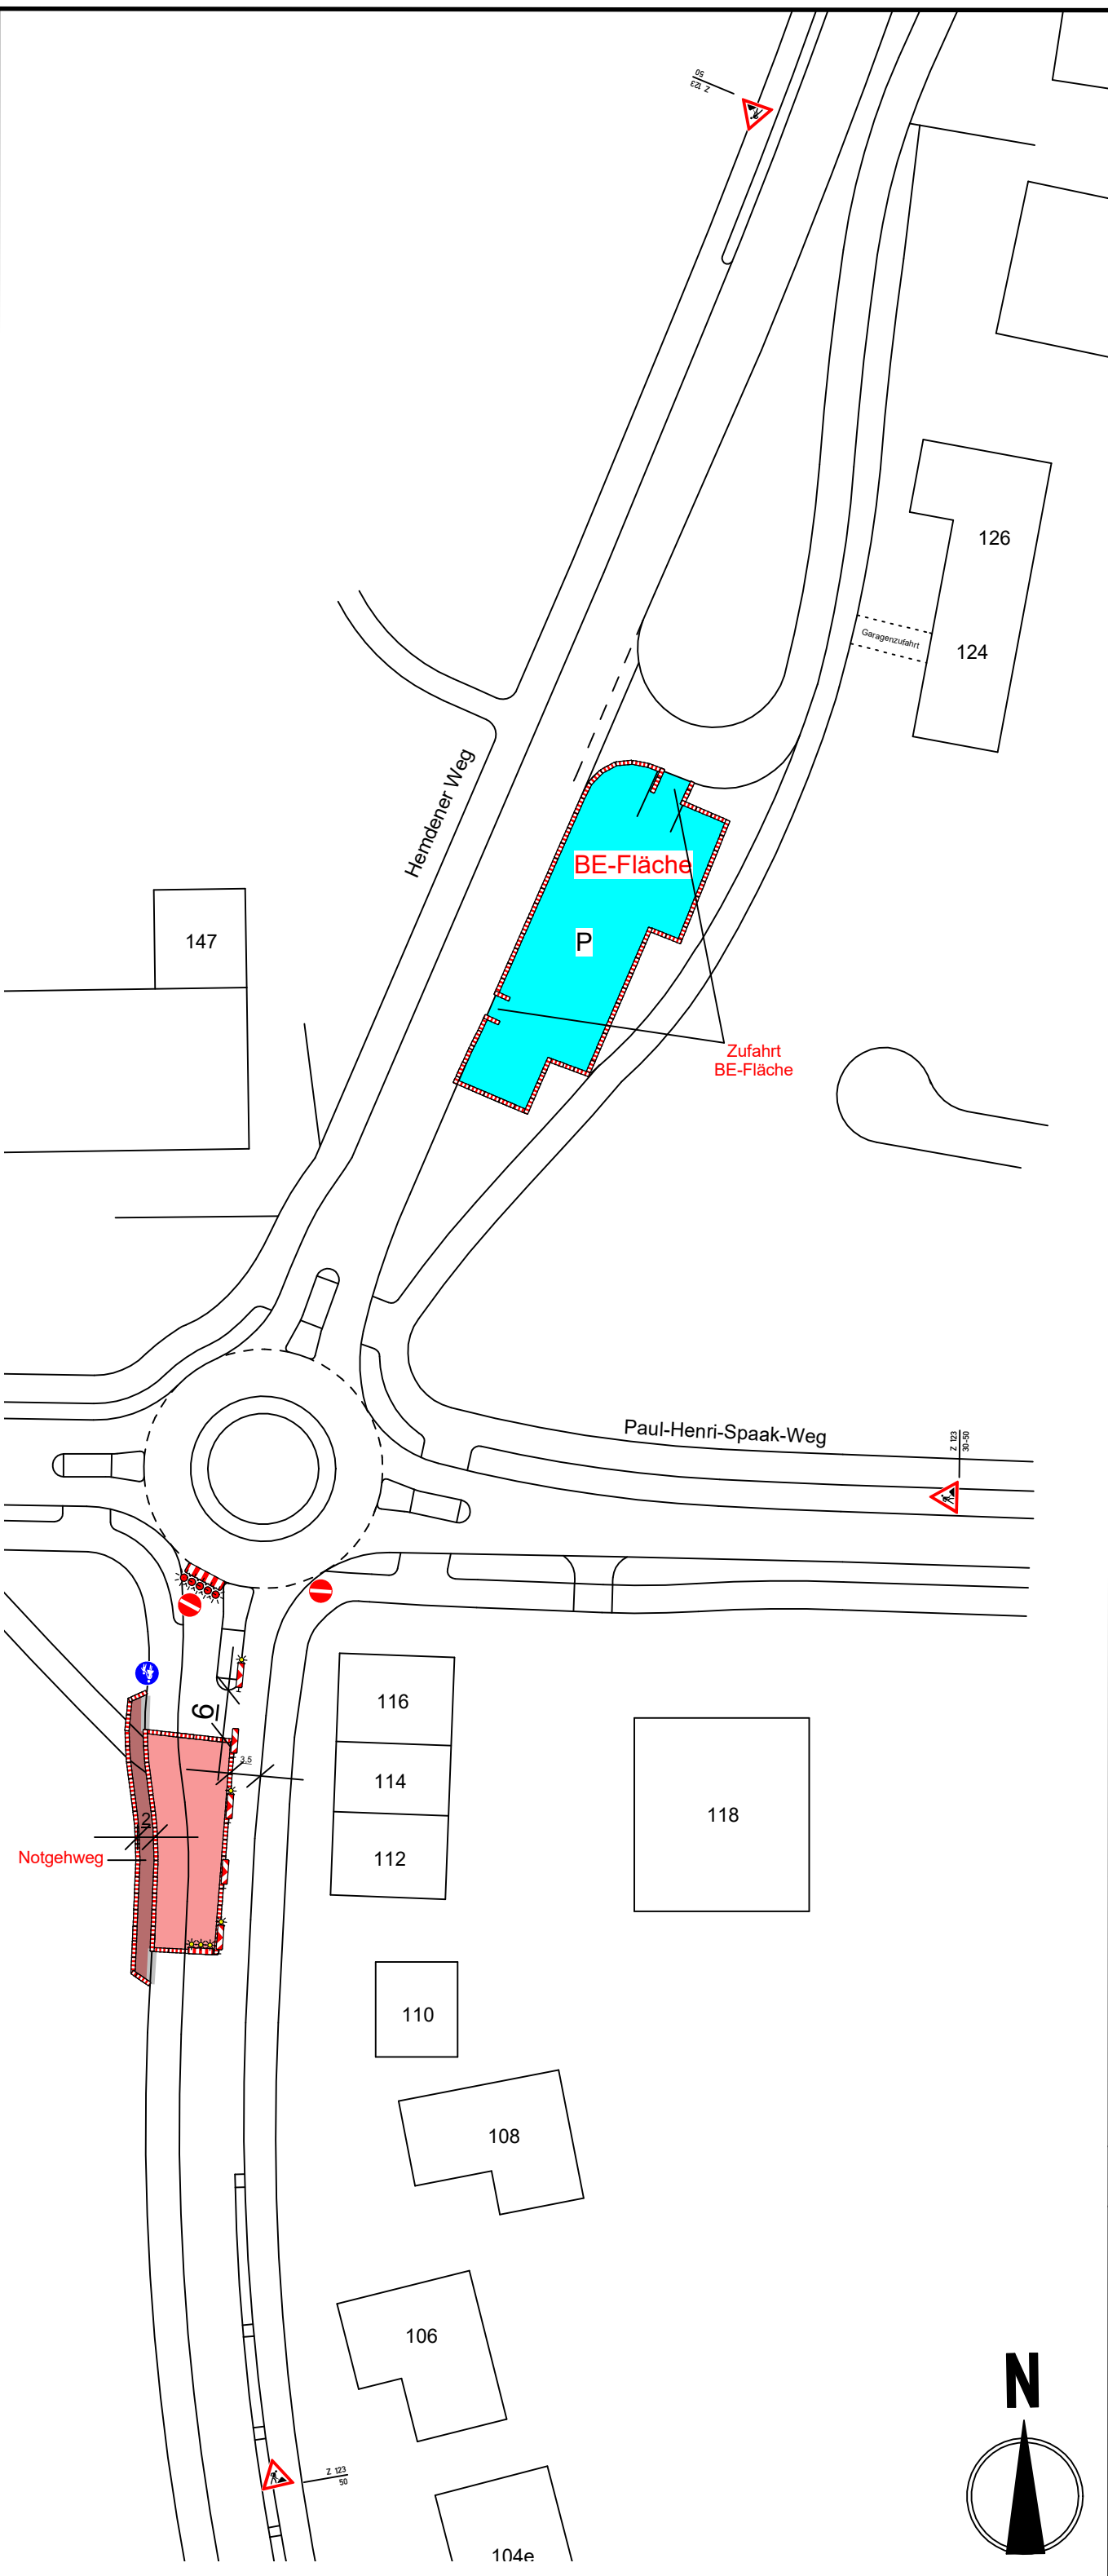 Z 123
50
126
Garagenzufahrt
124
Hemdener Weg
BE-Fläche
147
P
Zufahrt
BE-Fläche
Paul-Henri-Spaak-Weg
Z 123
30-50
116
6
3,5
114
118
2
112
Notgehweg
110
108
106
N
Z 123
50
104e